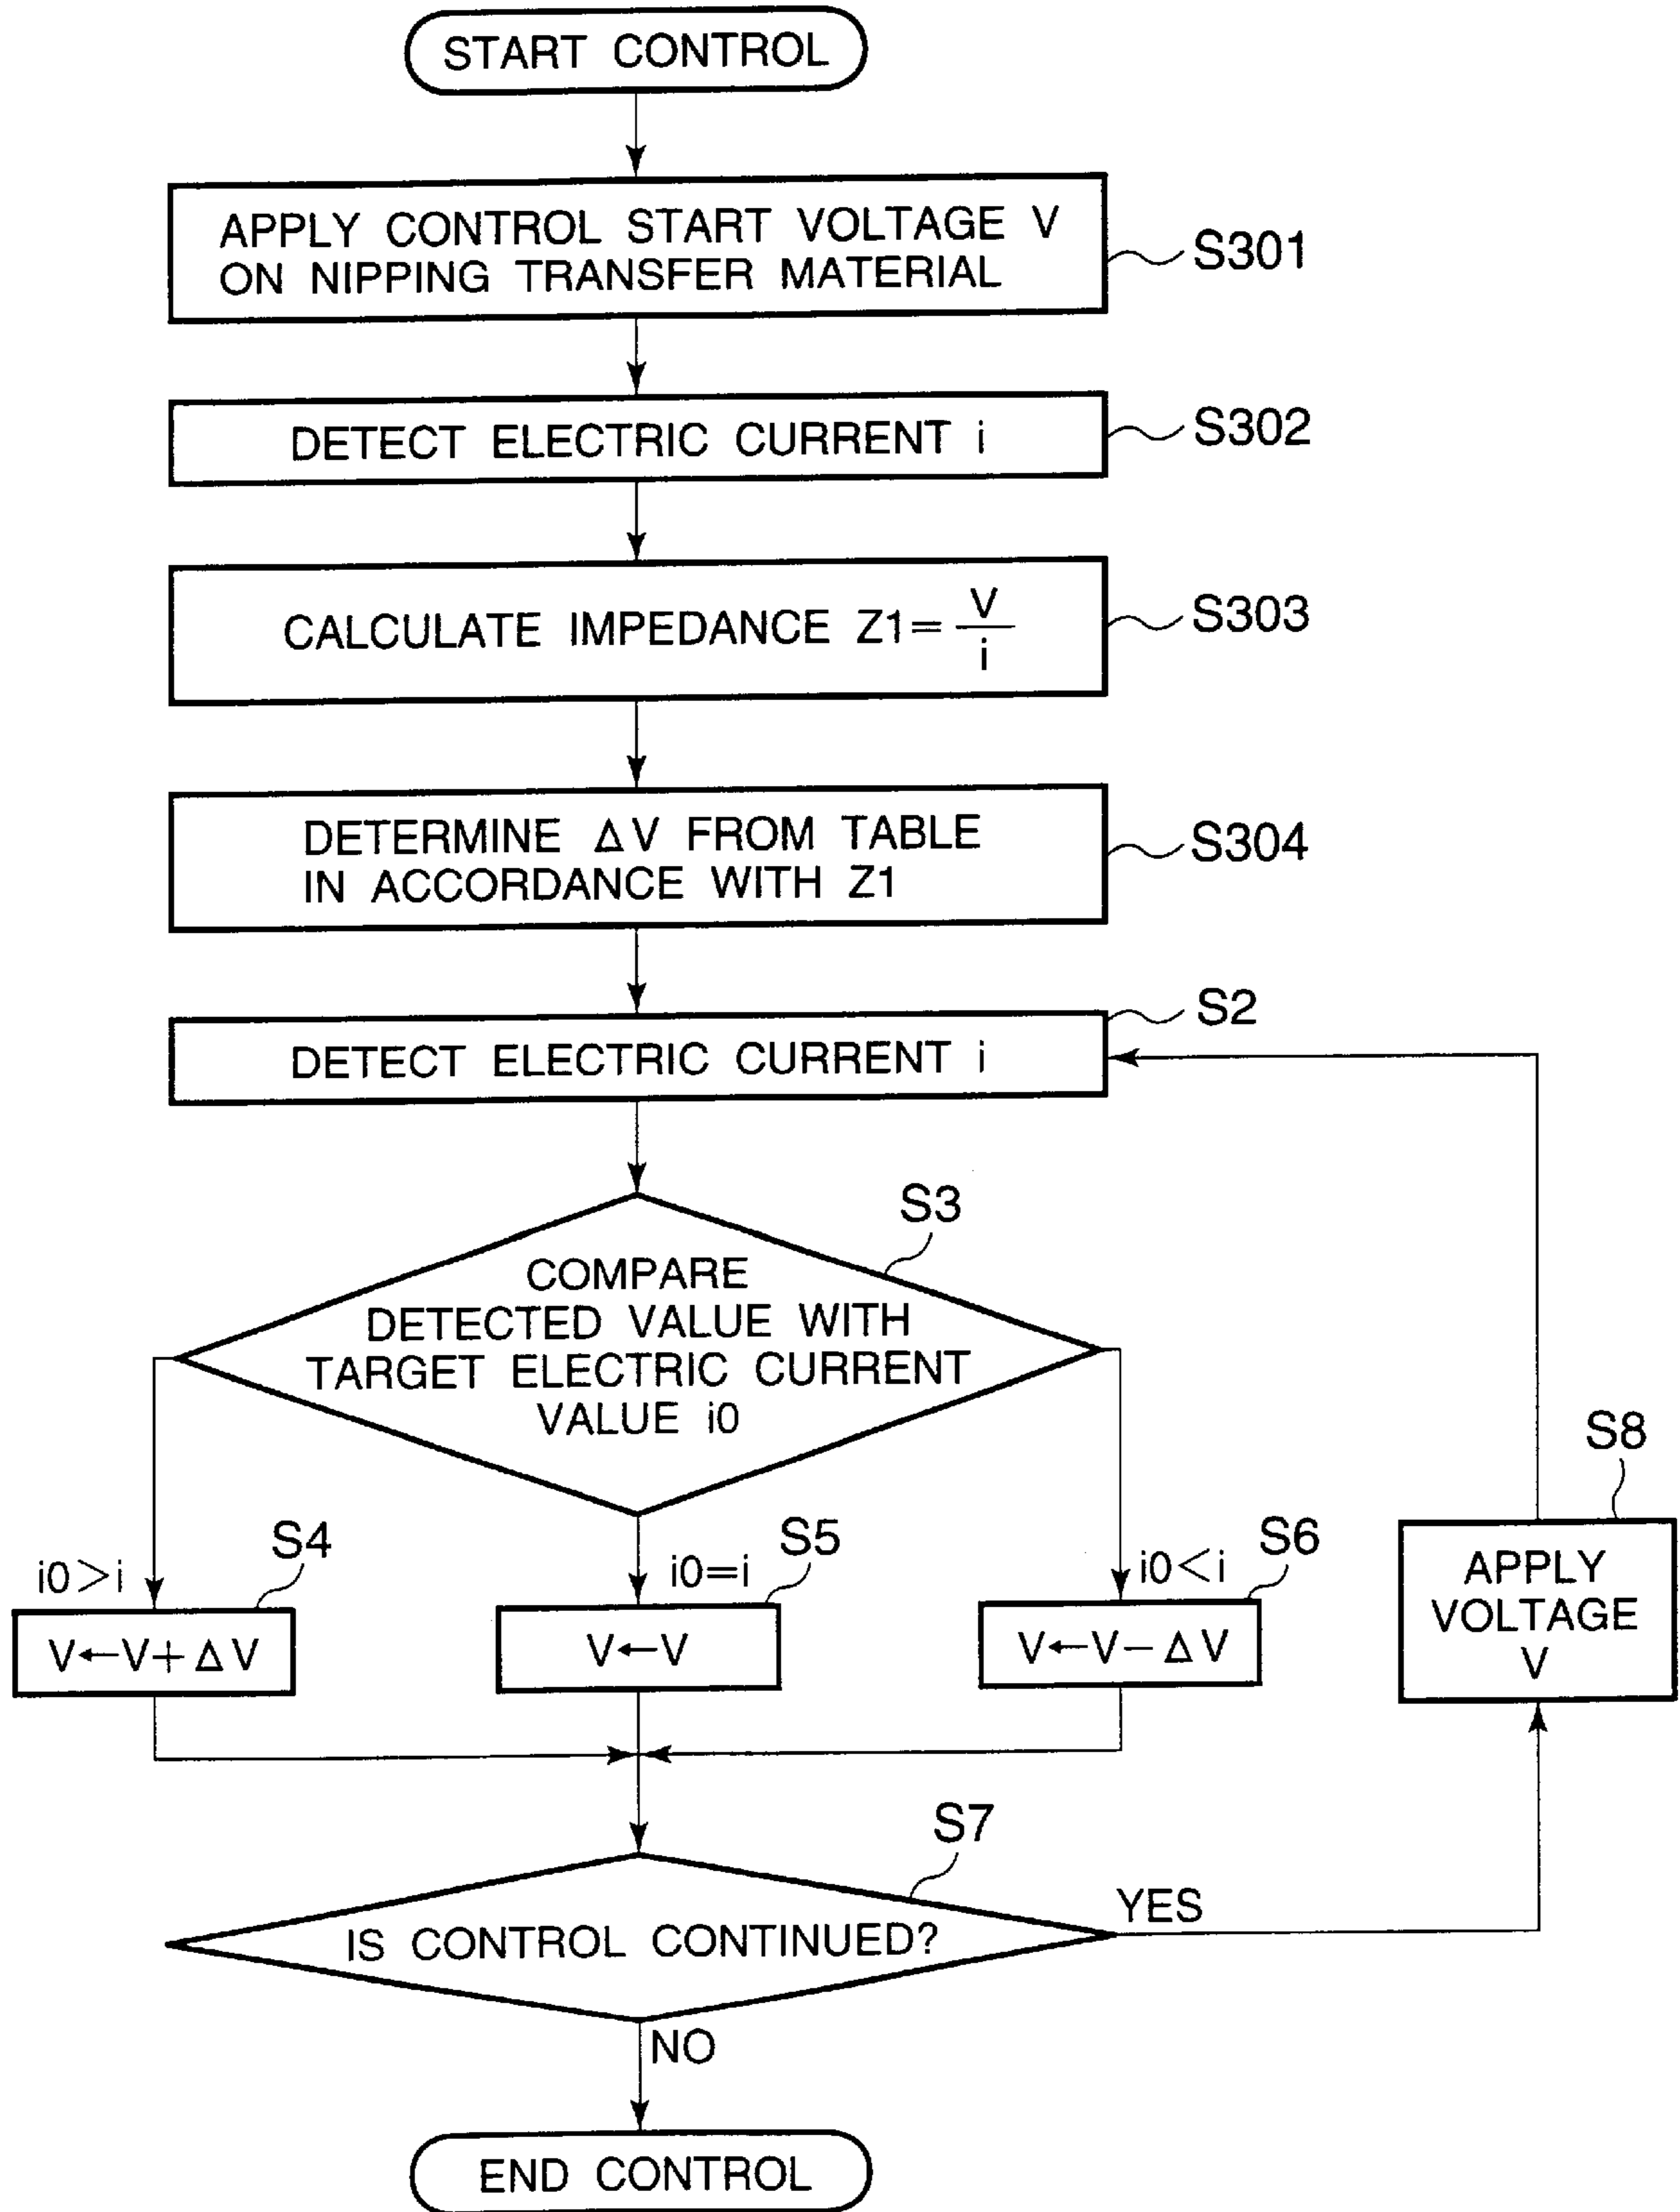 START CONTROL
APPLY CONTROL START VOLTAGE V
ON NIPPING TRANSFER MATERIAL
S301
DETECT ELECTRIC CURRENT i
S302
CALCULATE IMPEDANCE Z1=V/i
S303
DETERMINE ΔV FROM TABLE
IN ACCORDANCE WITH Z1
S304
S2
DETECT ELECTRIC CURRENT i
S3
COMPARE
DETECTED VALUE WITH
TARGET ELECTRIC CURRENT
VALUE i0
i0>i
S4
V←V+ΔV
i0=i
S5
V←V
i0<i
S6
V←V−ΔV
S8
APPLY
VOLTAGE
V
S7
IS CONTROL CONTINUED?
YES
NO
END CONTROL